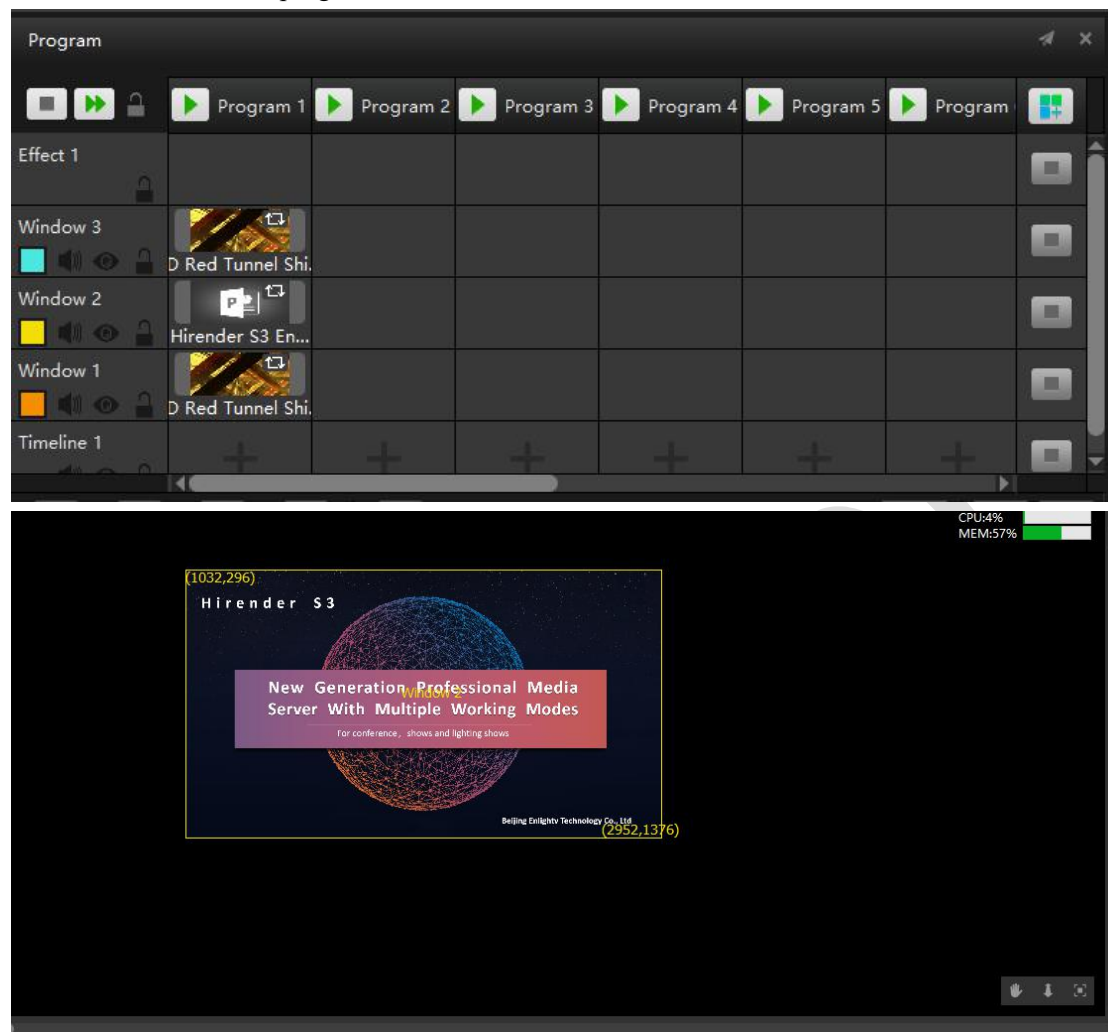 Program
Program 1 Program 2 Program 3 Program 4 Program 5 Program
Effect 1
Window 3
D Red Tunnel Shi.
Window 2
P
Hirender S3 En...
Window 1
D Red Tunnel Shi.
Timeline 1
CPU:4%
MEM:57%
(1032,296)
Hirender S3
New Generation Professional Media
Window 2
Server With Multiple Working Modes
For conference, shows and lighting shows
Beijing Enlightv Technology Co., Ltd
(2952,1376)